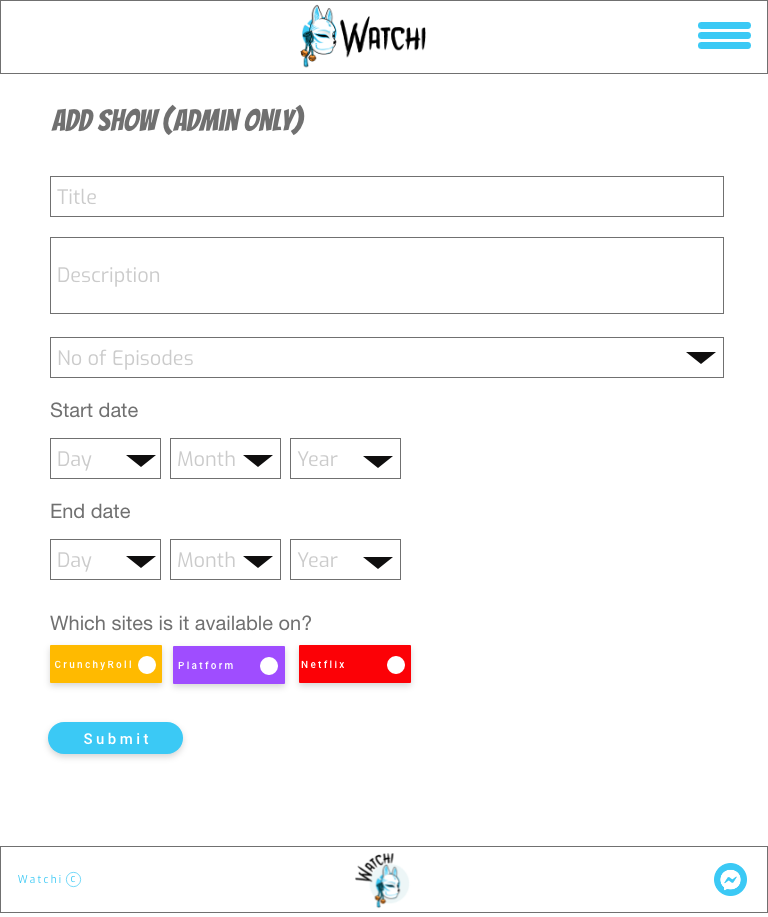 WATCHI
ADD SHOW (ADMIN ONLY)
Title
Description
No of Episodes
Start date
Day Month Year
End date
Day Month Year
Which sites is it available on?
CrunchyRoll Platform Netflix
Submit
WATCHI
Watchi C